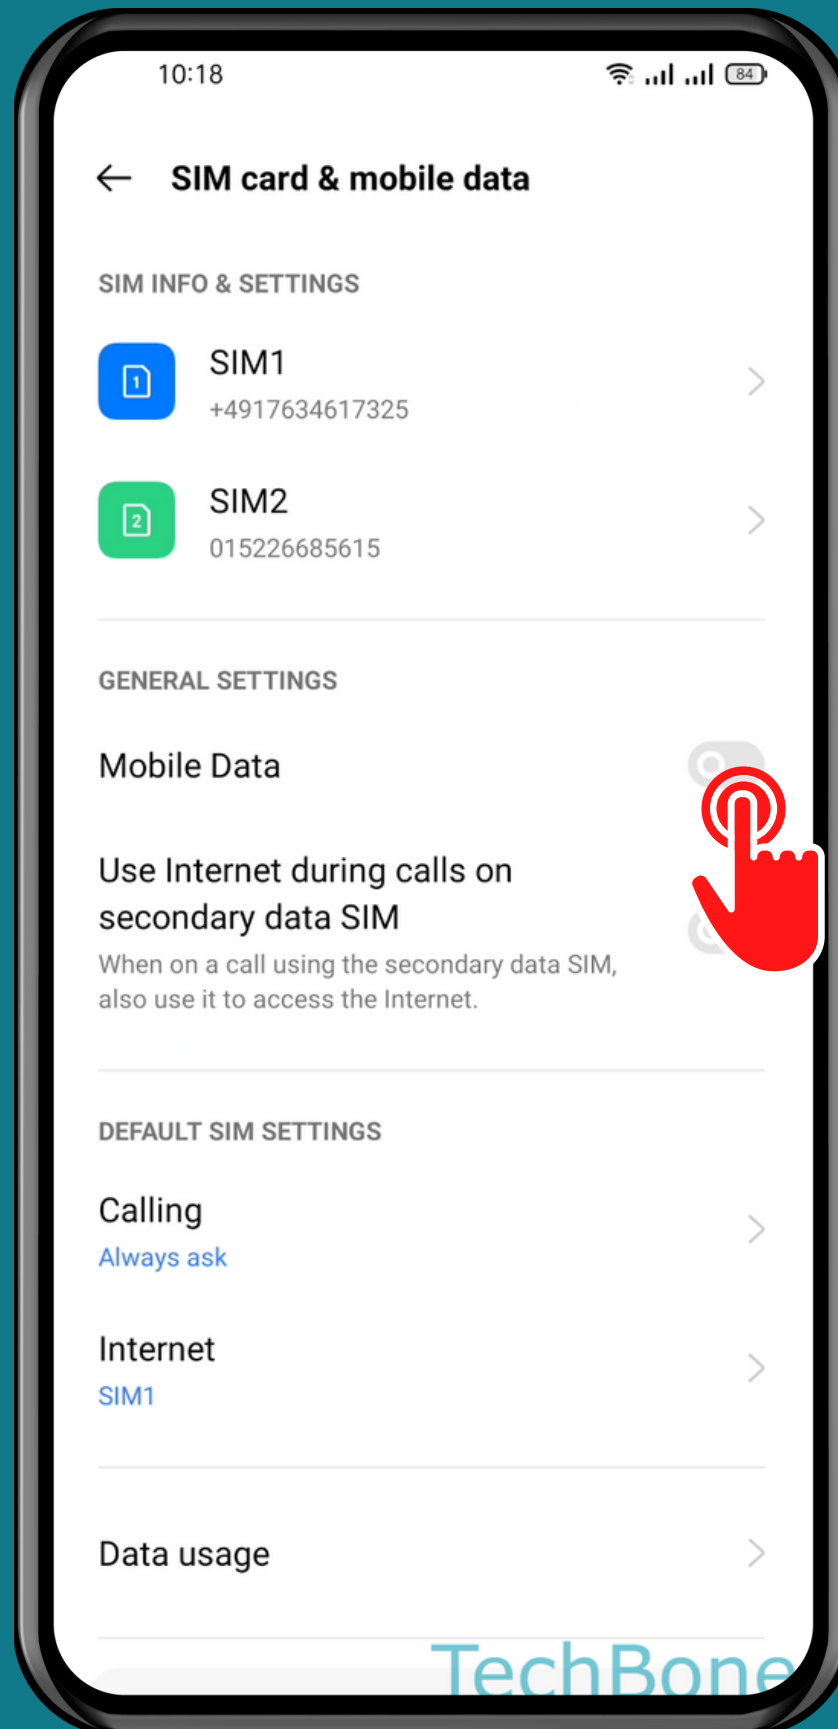 10:18
84
SIM card & mobile data
SIM INFO & SETTINGS
1
SIM1
+4917634617325
2
SIM2
015226685615
GENERAL SETTINGS
Mobile Data
Use Internet during calls on
secondary data SIM
When on a call using the secondary data SIM,
also use it to access the Internet.
DEFAULT SIM SETTINGS
Calling
Always ask
Internet
SIM1
Data usage
TechBone